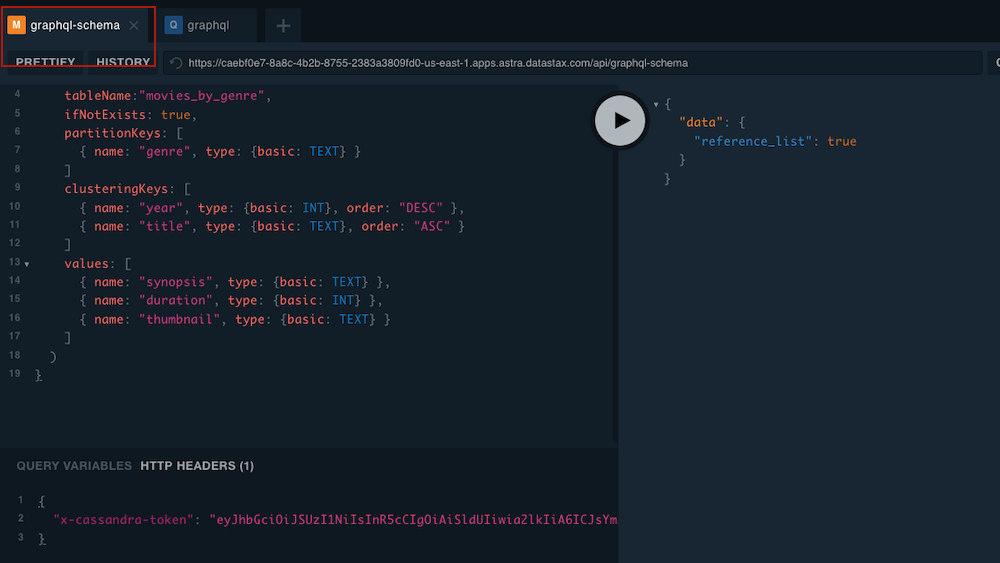 M graphql-schema × Q graphql +
PRETTIFY HISTORY https://caebf0e7-8a8c-4b2b-8755-2383a3809fd0-us-east-1.apps.astra.datastax.com/api/graphql-schema
4 tableName:"movies_by_genre",
5 ifNotExists: true,
6 partitionKeys: [
7 { name: "genre", type: {basic: TEXT} }
8 ]
9 clusteringKeys: [
10 { name: "year", type: {basic: INT}, order: "DESC" },
11 { name: "title", type: {basic: TEXT}, order: "ASC" }
12 ]
13 values: [
14 { name: "synopsis", type: {basic: TEXT} },
15 { name: "duration", type: {basic: INT} },
16 { name: "thumbnail", type: {basic: TEXT} }
17 ]
18 )
19 }
{
"data": {
"reference_list": true
}
}
QUERY VARIABLES HTTP HEADERS (1)
1 {
2 "x-cassandra-token": "eyJhbGciOiJSUzI1NiIsInR5cCIgOiAiSldUIiwia2lkIiA6ICJsYm
3 }